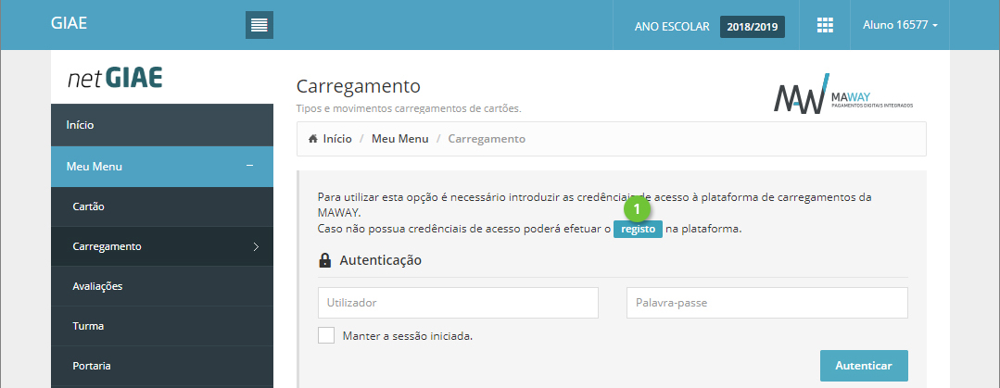 GIAE
ANO ESCOLAR 2018/2019
Aluno 16577
netGIAE
Início
Meu Menu
Cartão
Carregamento
Avaliações
Turma
Portaria
Carregamento
Tipos e movimentos carregamentos de cartões.
MAWAY
PAGAMENTOS DIGITAIS INTEGRADOS
Início / Meu Menu / Carregamento
Para utilizar esta opção é necessário introduzir as credênciais de acesso à plataforma de carregamentos da
MAWAY.
1
Caso não possua credênciais de acesso poderá efetuar o registo na plataforma.
Autenticação
Utilizador
Palavra-passe
Manter a sessão iniciada.
Autenticar